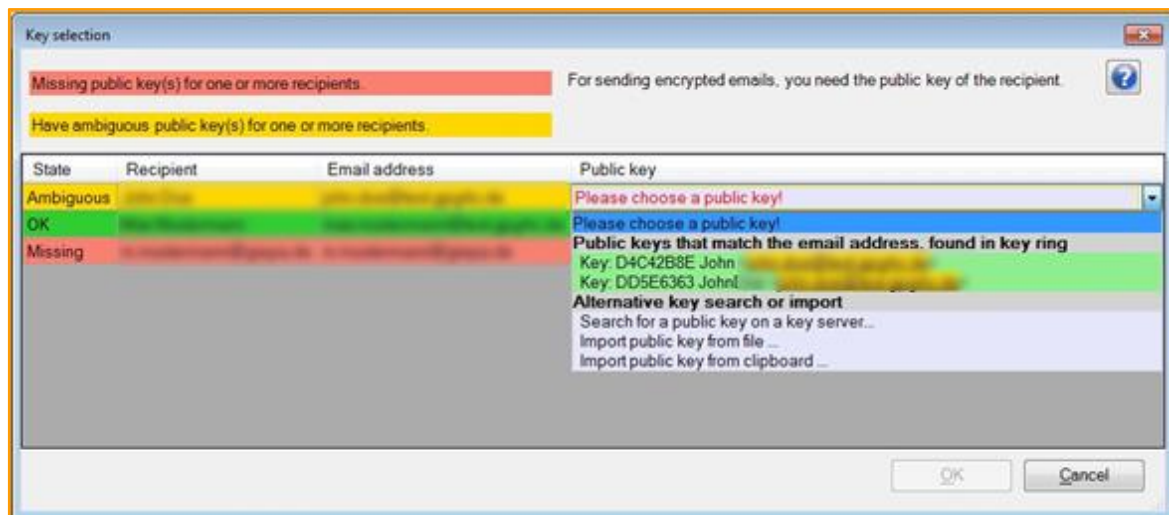 Key selection
Missing public key(s) for one or more recipients.
For sending encrypted emails, you need the public key of the recipient.
Have ambiguous public key(s) for one or more recipients.
State Recipient Email address Public key
Ambiguous Please choose a public key!
OK Please choose a public key!
Public keys that match the email address. found in key ring
Missing
Key: D4C42B8E John
Key: DD5E6363 John
Alternative key search or import
Search for a public key on a key server...
Import public key from file ...
Import public key from clipboard ...
OK Cancel